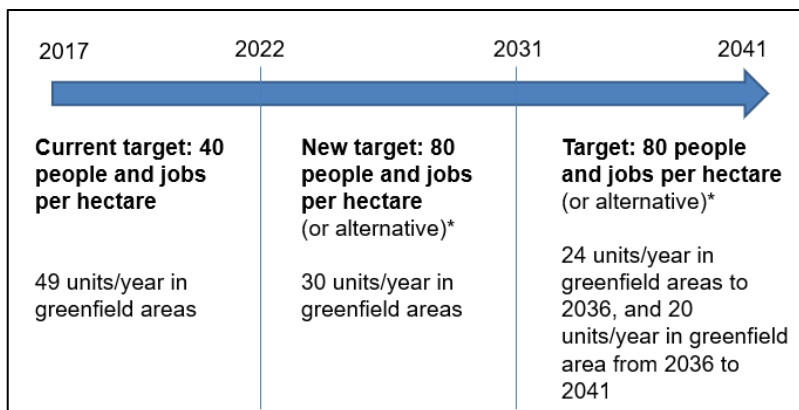 2017
2022
2031
2041
Current target: 40
people and jobs
per hectare
49 units/year in
greenfield areas
New target: 80
people and jobs
per hectare
(or alternative)*
30 units/year in
greenfield areas
Target: 80 people
and jobs per hectare
(or alternative)*
24 units/year in
greenfield areas to
2036, and 20
units/year in greenfield
area from 2036 to
2041